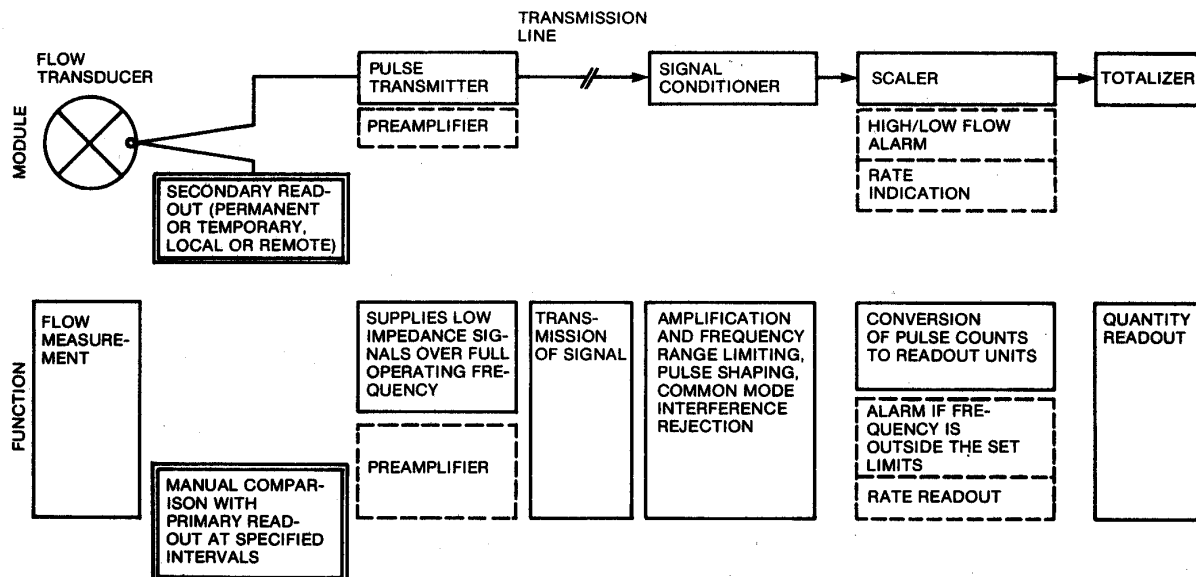 TRANSMISSION
LINE
FLOW
TRANSDUCER
PULSE
TRANSMITTER
SIGNAL
CONDITIONER
SCALER
TOTALIZER
MODULE
PREAMPLIFIER
HIGH/LOW FLOW
ALARM
RATE
INDICATION
SECONDARY READ-
OUT (PERMANENT
OR TEMPORARY,
LOCAL OR REMOTE)
FUNCTION
FLOW
MEASURE-
MENT
MANUAL COMPAR-
ISON WITH
PRIMARY READ-
OUT AT SPECIFIED
INTERVALS
SUPPLIES LOW
IMPEDANCE SIG-
NALS OVER FULL
OPERATING FRE-
QUENCY
PREAMPLIFIER
TRANS-
MISSION
OF SIGNAL
AMPLIFICATION
AND FREQUENCY
RANGE LIMITING,
PULSE SHAPING,
COMMON MODE
INTERFERENCE
REJECTION
CONVERSION
OF PULSE COUNTS
TO READOUT UNITS
ALARM IF FRE-
QUENCY IS
OUTSIDE THE SET
LIMITS
RATE READOUT
QUANTITY
READOUT